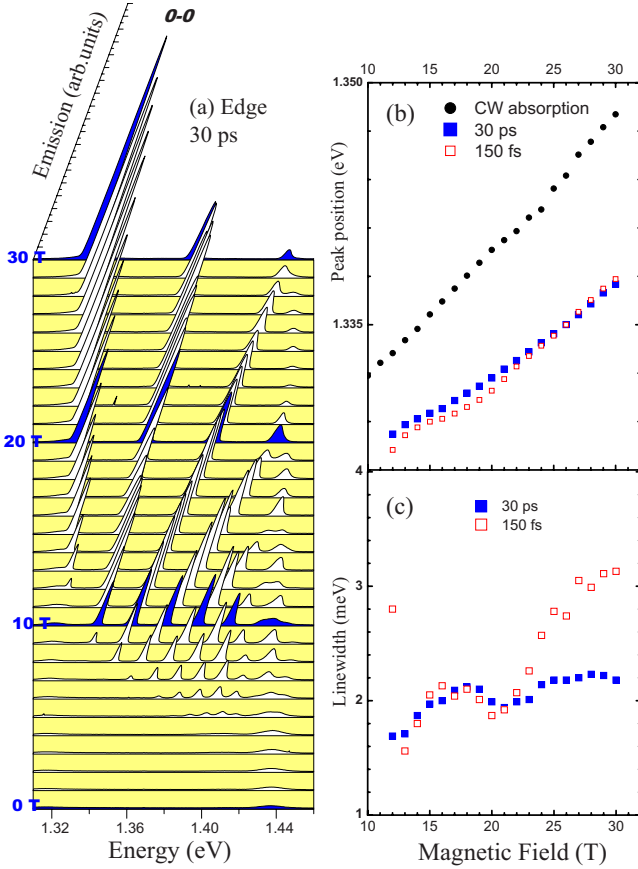 0-0
Emission (arb.units)
(a) Edge
30 ps
30 T
20 T
10 T
0 T
1.32 1.36 1.40 1.44
Energy (eV)
10 15 20 25 30
1.350
(b)
CW absorption
30 ps
150 fs
Peak position (eV)
1.335
4
(c)
30 ps
150 fs
3
Linewidth (meV)
2
1
10 15 20 25 30
Magnetic Field (T)